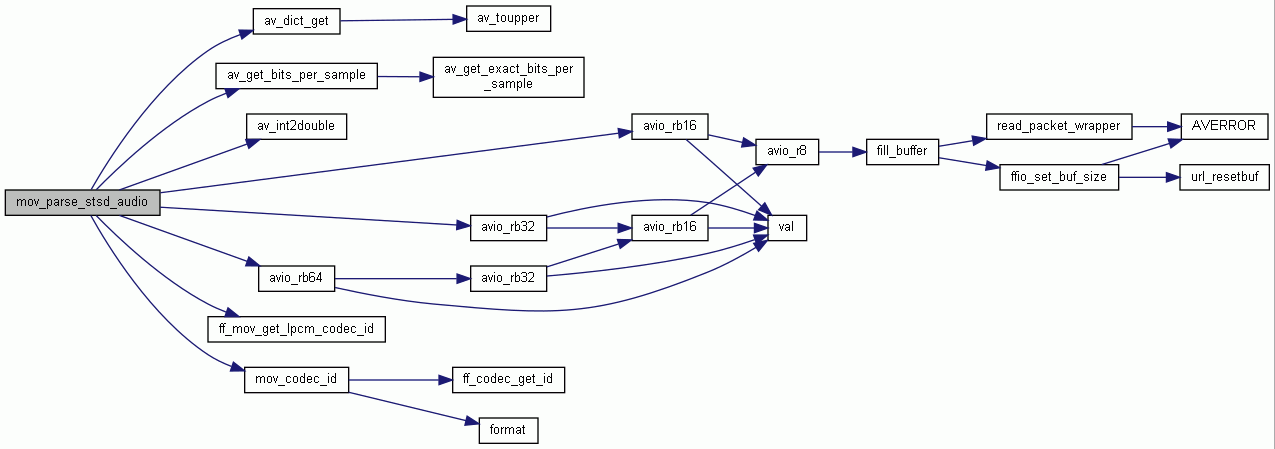 av_dict_get
av_toupper
av_get_bits_per_sample
av_get_exact_bits_per
_sample
av_int2double
avio_rb16
read_packet_wrapper
AVERROR
avio_r8
fill_buffer
mov_parse_stsd_audio
ffio_set_buf_size
url_resetbuf
avio_rb32
avio_rb16
val
avio_rb64
avio_rb32
ff_mov_get_lpcm_codec_id
mov_codec_id
ff_codec_get_id
format